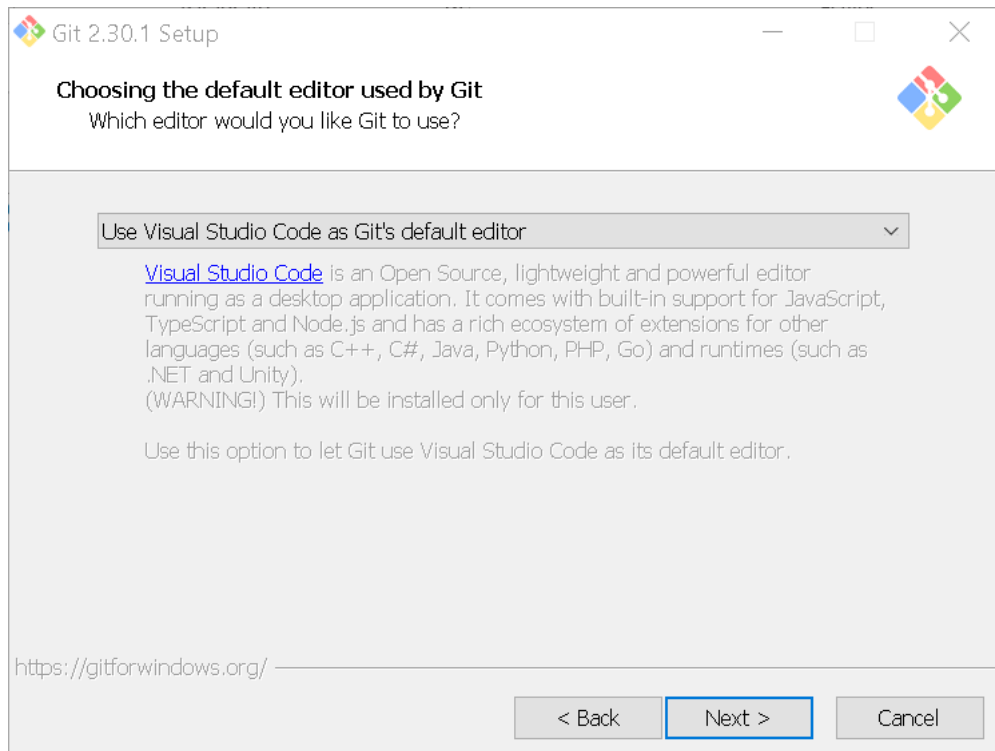 Git 2.30.1 Setup
Choosing the default editor used by Git
Which editor would you like Git to use?
Use Visual Studio Code as Git's default editor
Visual Studio Code is an Open Source, lightweight and powerful editor
running as a desktop application. It comes with built-in support for JavaScript,
TypeScript and Node.js and has a rich ecosystem of extensions for other
languages (such as C++, C#, Java, Python, PHP, Go) and runtimes (such as
.NET and Unity).
(WARNING!) This will be installed only for this user.
Use this option to let Git use Visual Studio Code as its default editor.
https://gitforwindows.org/
< Back
Next >
Cancel